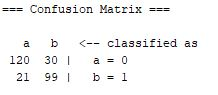 === Confusion Matrix ===
a b <-- classified as
120 30 | a = 0
21 99 | b = 1